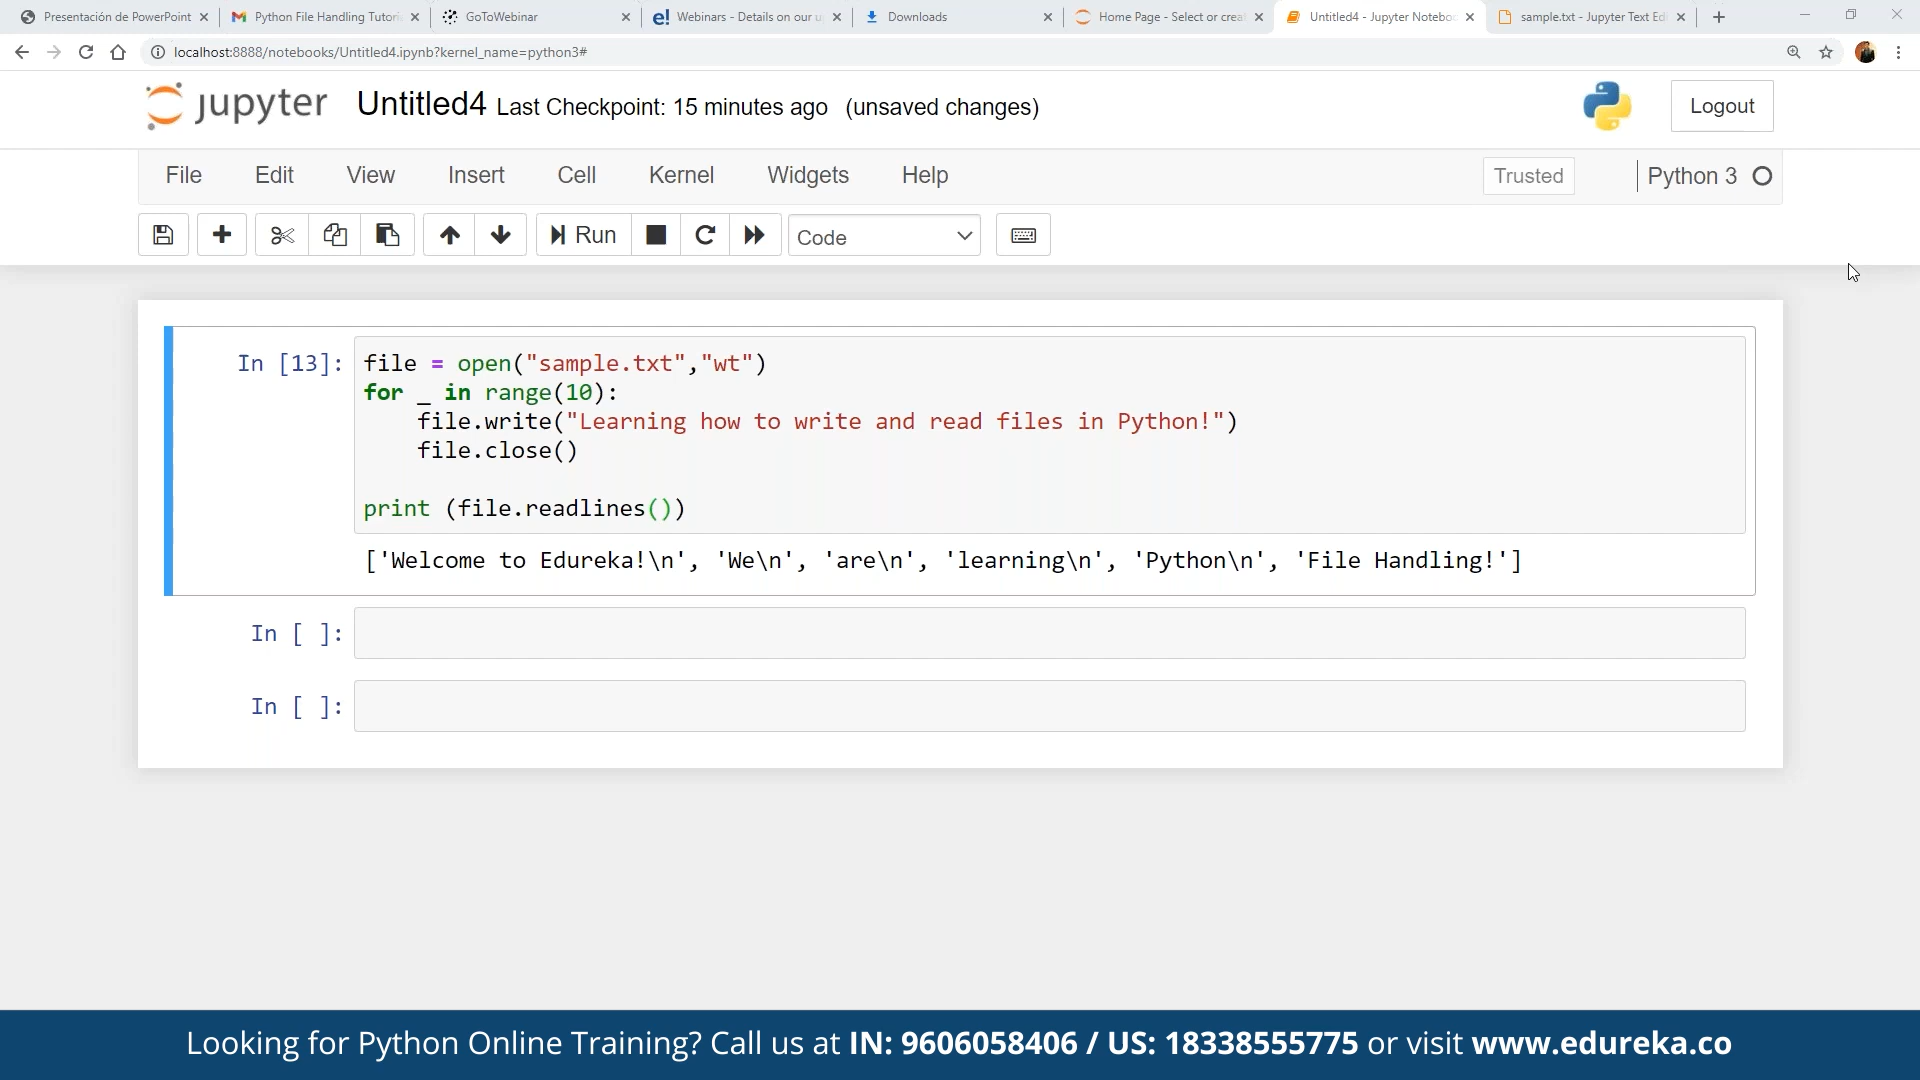 Presentación de PowerPoint
Python File Handling Tutori
GoToWebinar
Webinars - Details on our u
Downloads
Home Page - Select or crea
Untitled4 - Jupyter Noteboo
sample.txt - Jupyter Text Ed
localhost:8888/notebooks/Untitled4.ipynb?kernel_name=python3#
jupyter Untitled4 Last Checkpoint: 15 minutes ago (unsaved changes)
Logout
File Edit View Insert Cell Kernel Widgets Help
Trusted
Python 3
Run
Code
In [13]: file = open("sample.txt","wt")
for _ in range(10):
    file.write("Learning how to write and read files in Python!")
    file.close()
print (file.readlines())
['Welcome to Edureka!\n', 'We\n', 'are\n', 'learning\n', 'Python\n', 'File Handling!']
In [ ]:
In [ ]:
Looking for Python Online Training? Call us at IN: 9606058406 / US: 18338555775 or visit www.edureka.co